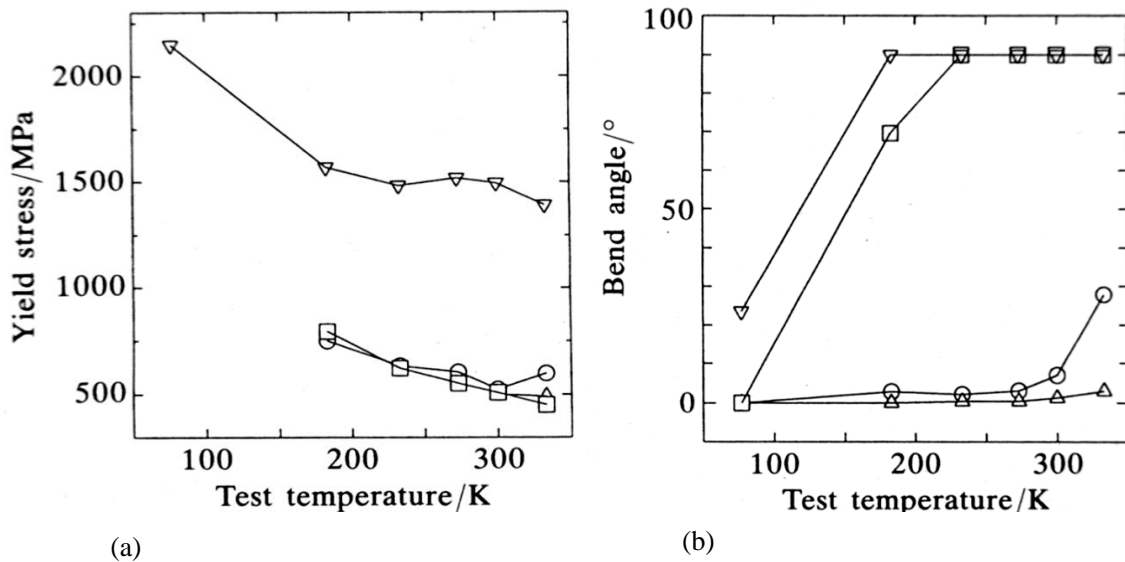 Yield stress/MPa
2000
1500
1000
500
100
200
300
Test temperature/K
(a)
Bend angle/°
100
50
0
100
200
300
Test temperature/K
(b)